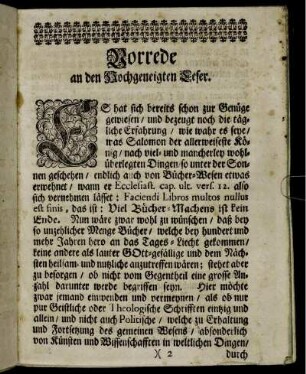 Vorrede
an den Hochgeneigten Leser.
ES hat sich bereits schon zur Genüge
gewiesen / und bezeugt noch die täg-
liche Erfahrung / wie wahr es seye /
was Salomon der allerweiseste Kö-
nig / nach viel- und mancherley wohl-
überlegten Dingen so unter der Son-
nen geschehen / endlich auch von Bücher-Wesen etwas
erwehnet / wann er Ecclesiast. cap. ult. vers. 12. also
sich vernehmen lässet: Faciendi Libros multos nullus
est finis, das ist: Viel Bücher-Machens ist kein
Ende. Nun wäre zwar wohl zu wünschen / daß bey
so unzehlicher Menge Bücher / welche bey hundert und
mehr Jahren hero an das Tages-Liecht gekommen /
keine andere als lauter GOtt-gefällige und dem Näch-
sten heilsam- und nutzliche anzutreffen wären; stehet aber
zu besorgen / ob nicht vom Gegentheil eine grosse An-
zahl darunter werde begriffen seyn. Hier möchte
zwar jemand einwenden und vermeynen / als ob nur
pur Geistliche oder Theologische Schrifften eintzig und
allein / und nicht auch Politische / welche zu Erhaltung
und Fortsetzung des gemeinen Wesens / absonderlich
von Künsten und Wissenschafften in weltlichen Dingen /
)( 2 durch